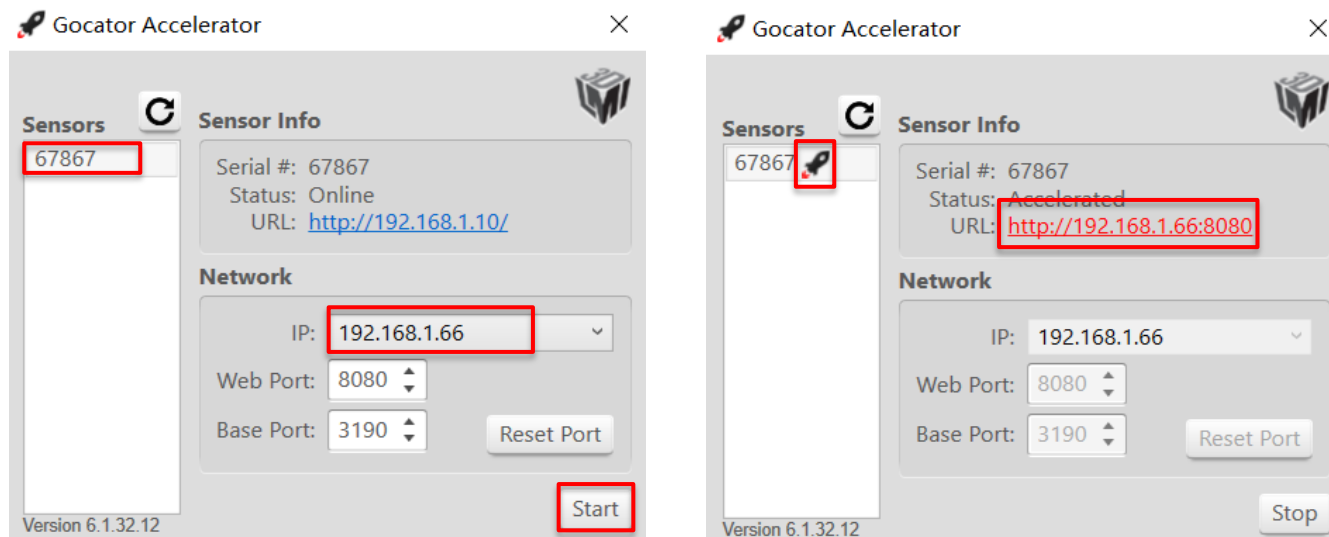 Gocator Accelerator
Sensors
67867
Sensor Info
Serial #: 67867
Status: Online
URL: http://192.168.1.10/
Network
IP: 192.168.1.66
Web Port: 8080
Base Port: 3190
Reset Port
Start
Version 6.1.32.12
Gocator Accelerator
Sensors
67867
Sensor Info
Serial #: 67867
Status: Accelerated
URL: http://192.168.1.66:8080
Network
IP: 192.168.1.66
Web Port: 8080
Base Port: 3190
Reset Port
Stop
Version 6.1.32.12